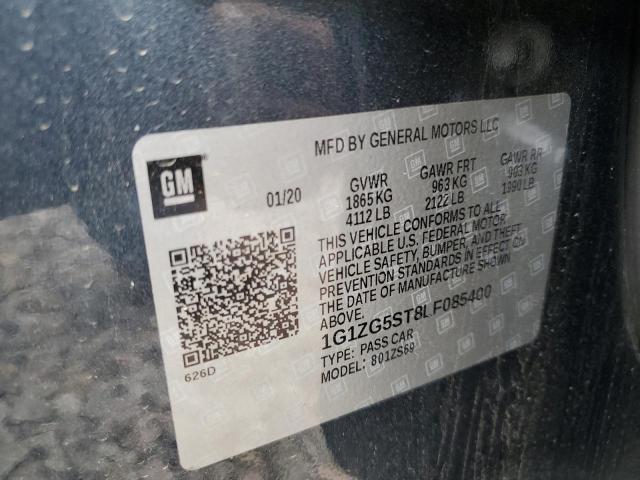 MFD BY GENERAL MOTORS LLC
GM
01/20
GVWR GAWR FRT GAWR RR
1865 KG 963 KG 903 KG
4112 LB 2122 LB 1990 LB
THIS VEHICLE CONFORMS TO ALL
APPLICABLE U.S. FEDERAL MOTOR
VEHICLE SAFETY, BUMPER, AND THEFT
PREVENTION STANDARDS IN EFFECT ON
THE DATE OF MANUFACTURE SHOWN
ABOVE.
1G1ZG5ST8LF085400
TYPE: PASS CAR
MODEL: 801ZS69
626D